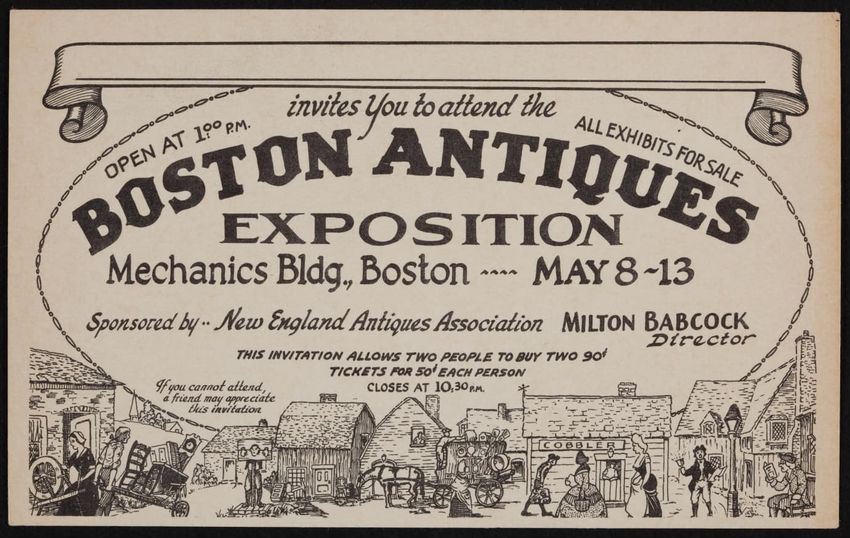 invites You to attend the
OPEN AT 1.00 P.M.
ALL EXHIBITS FOR SALE
BOSTON ANTIQUES
EXPOSITION
Mechanics Bldg., Boston ~~~~ MAY 8~13
Sponsored by·· New England Antiques Association MILTON BABCOCK
Director
THIS INVITATION ALLOWS TWO PEOPLE TO BUY TWO 90¢
TICKETS FOR 50¢ EACH PERSON
CLOSES AT 10:30 P.M.
If you cannot attend,
a friend may appreciate
this invitation
COBBLER